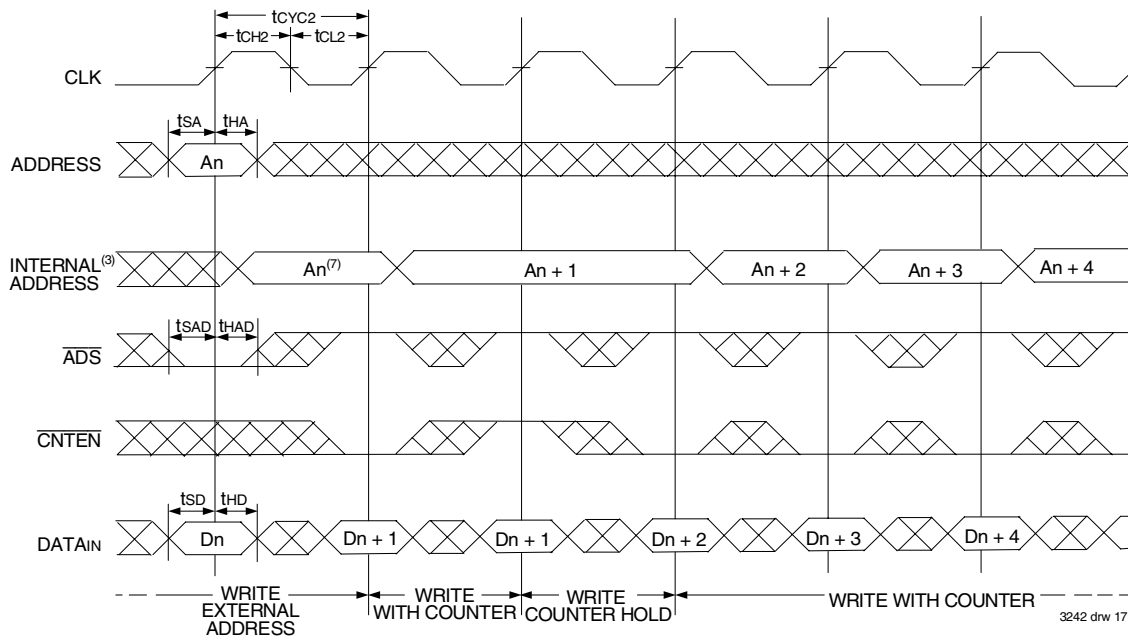 tCYC2
tCH2 tCL2
CLK
tSA tHA
ADDRESS An
INTERNAL(3)
ADDRESS An(7) An + 1 An + 2 An + 3 An + 4
tSAD tHAD
ADS
CNTEN
tSD tHD
DATAIN Dn Dn + 1 Dn + 1 Dn + 2 Dn + 3 Dn + 4
WRITE
EXTERNAL
ADDRESS
WRITE
WITH COUNTER
WRITE
COUNTER HOLD
WRITE WITH COUNTER
3242 drw 17